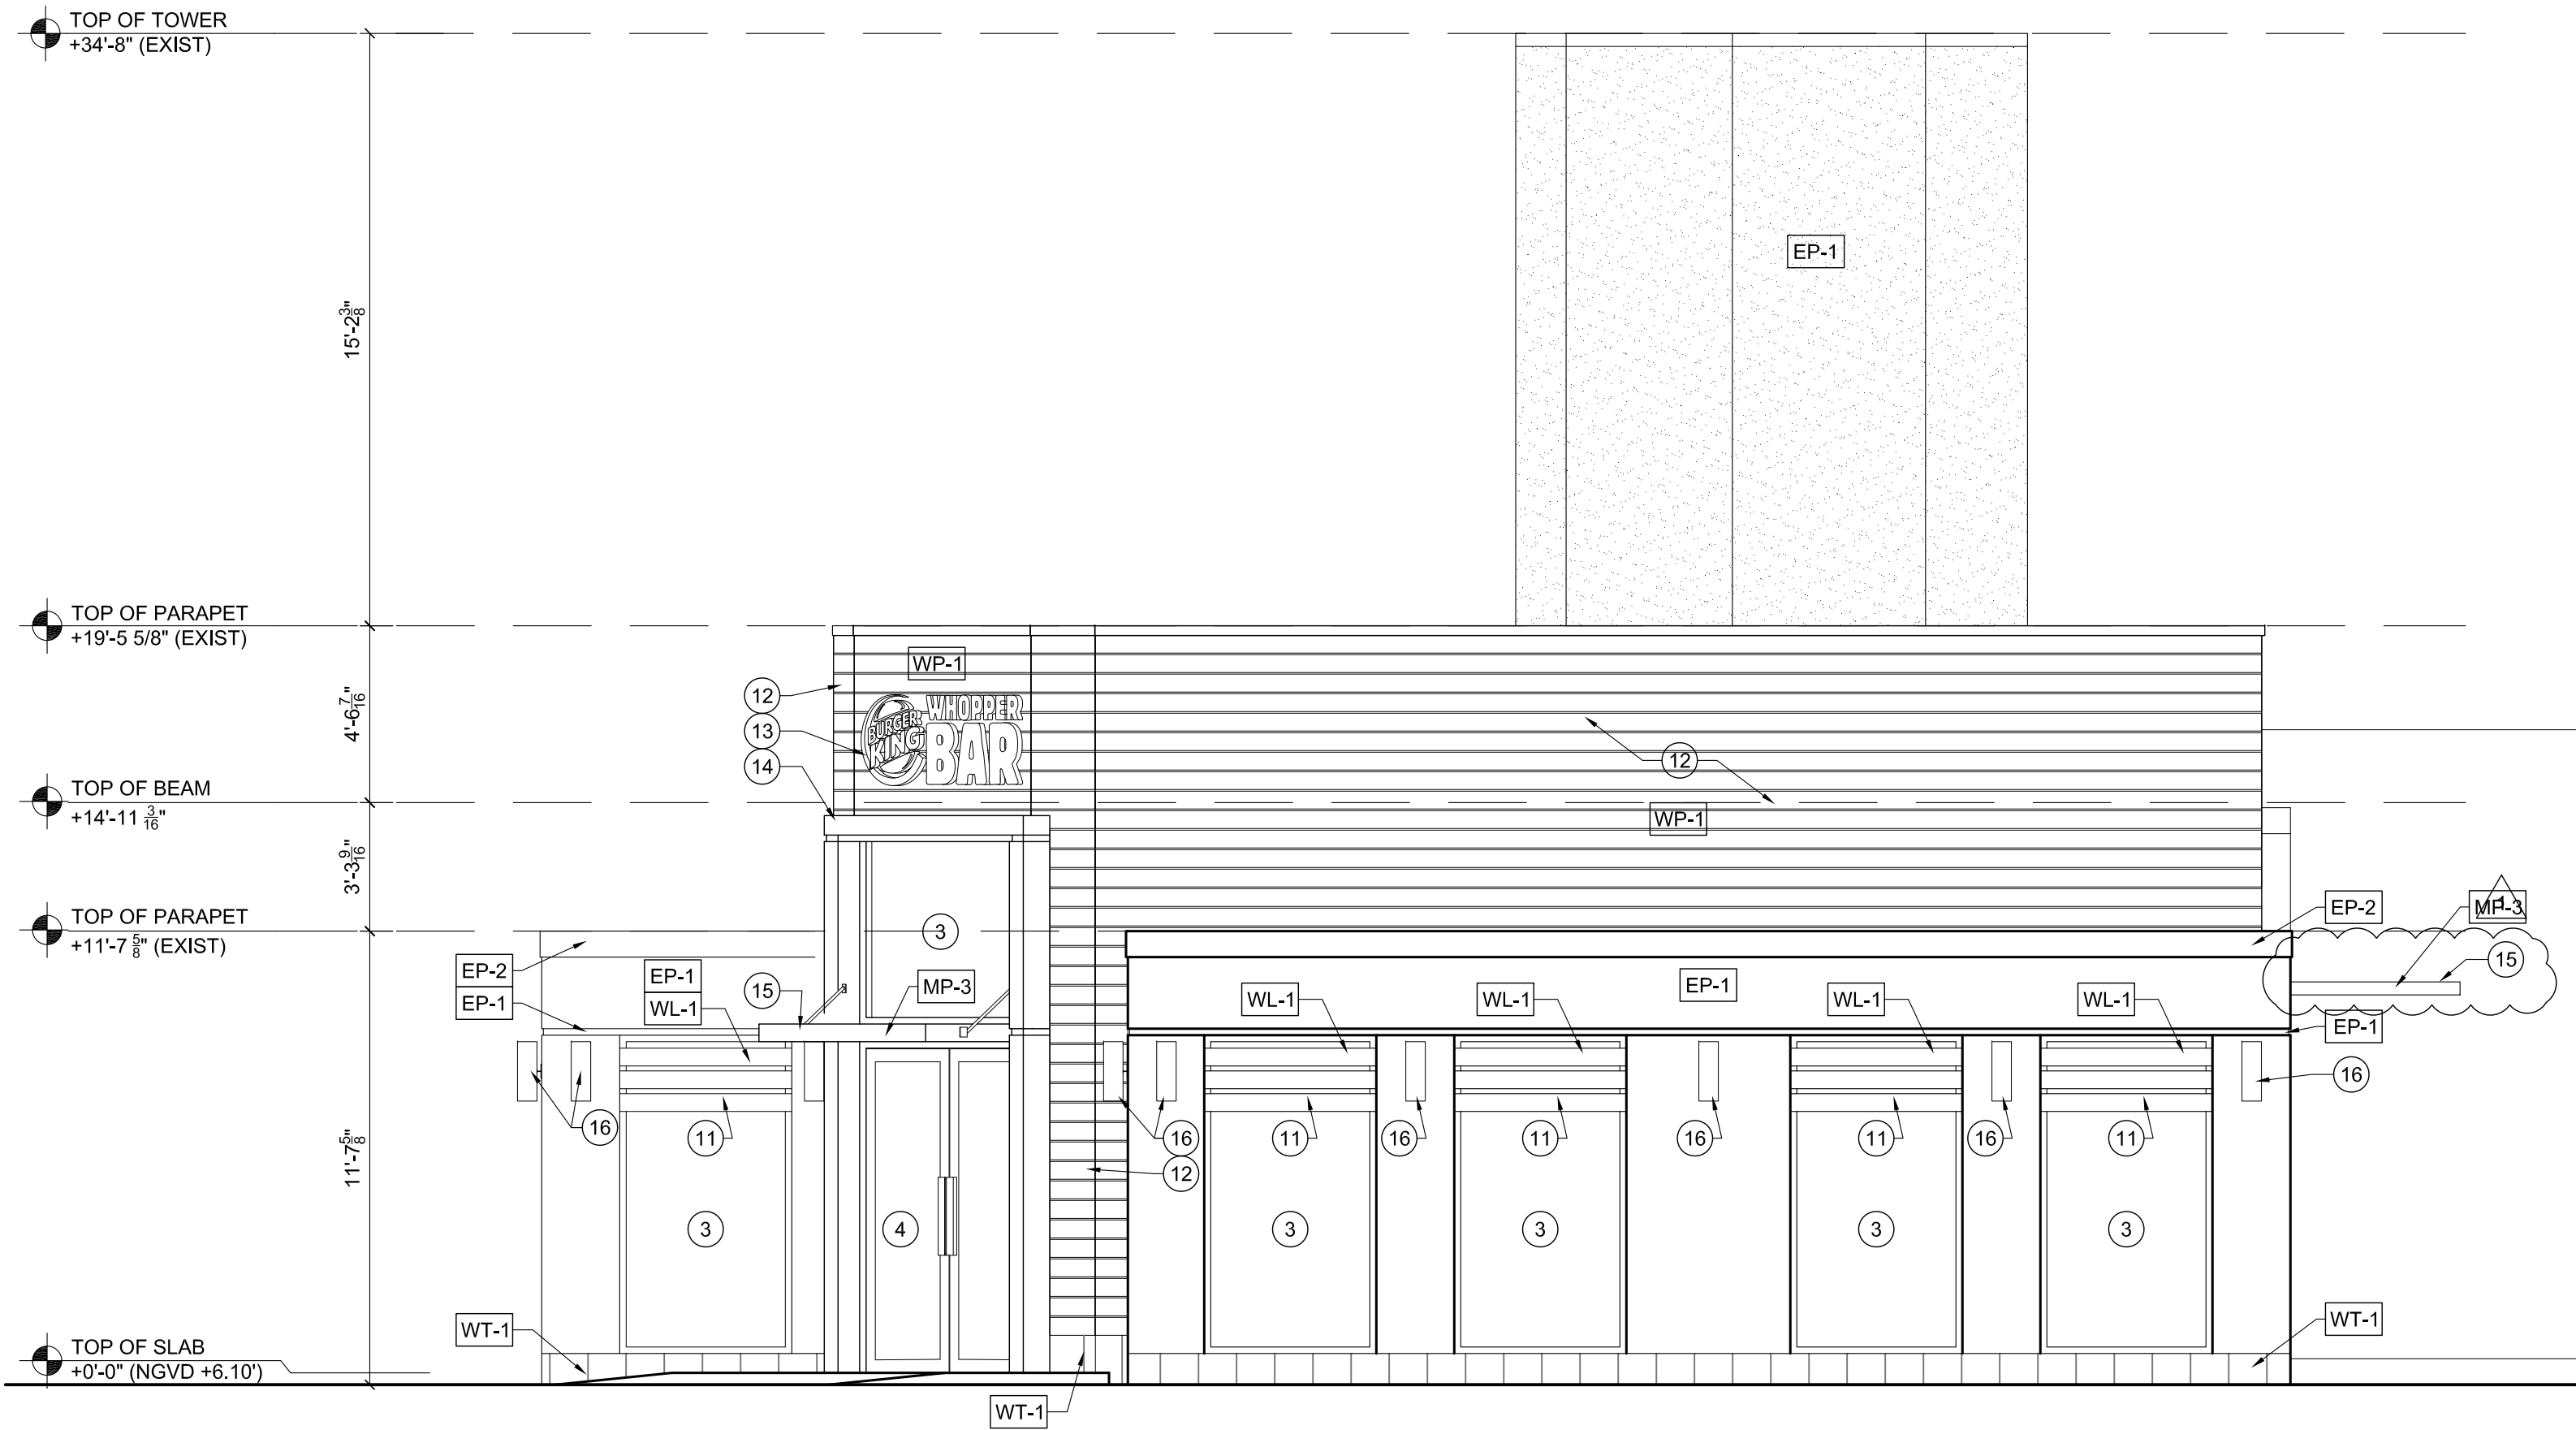 TOP OF TOWER
+34'-8" (EXIST)
15'-2 3/8"
EP-1
TOP OF PARAPET
+19'-5 5/8" (EXIST)
WP-1
12
13
14
BURGER
KING
WHOPPER
BAR
4'-6 7/16"
12
TOP OF BEAM
+14'-11 3/16"
WP-1
3'-3 9/16"
TOP OF PARAPET
+11'-7 5/8" (EXIST)
3
EP-2
MP-3
1
15
EP-2
EP-1
EP-1
WL-1
15
MP-3
WL-1
WL-1
EP-1
WL-1
WL-1
EP-1
16
16
11
16
12
11
16
11
16
11
16
11
11'-7 5/8"
3
4
3
3
3
3
WT-1
WT-1
TOP OF SLAB
+0'-0" (NGVD +6.10')
WT-1